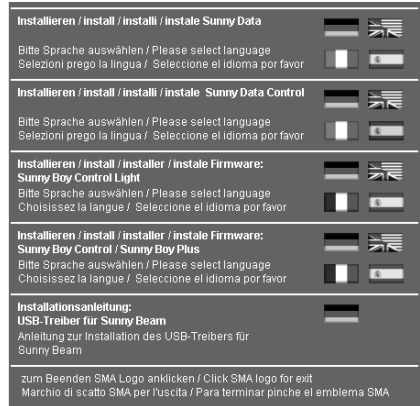 Installieren / install / installi / instale Sunny Data
Bitte Sprache auswählen / Please select language
Selezioni prego la lingua / Seleccione el idioma por favor
Installieren / install / installi / instale Sunny Data Control
Bitte Sprache auswählen / Please select language
Selezioni prego la lingua / Seleccione el idioma por favor
Installieren / install / installer / instale Firmware:
Sunny Boy Control Light
Bitte Sprache auswählen / Please select language
Choisissez la langue / Seleccione el idioma por favor
Installieren / install / installer / instale Firmware:
Sunny Boy Control / Sunny Boy Plus
Bitte Sprache auswählen / Please select language
Choisissez la langue / Seleccione el idioma por favor
Installationsanleitung:
USB-Treiber für Sunny Beam
Anleitung zur Installation des USB-Treibers für
Sunny Beam
zum Beenden SMA Logo anklicken / Click SMA logo for exit
Marchio di scatto SMA per l'uscita / Para terminar pinche el emblema SMA